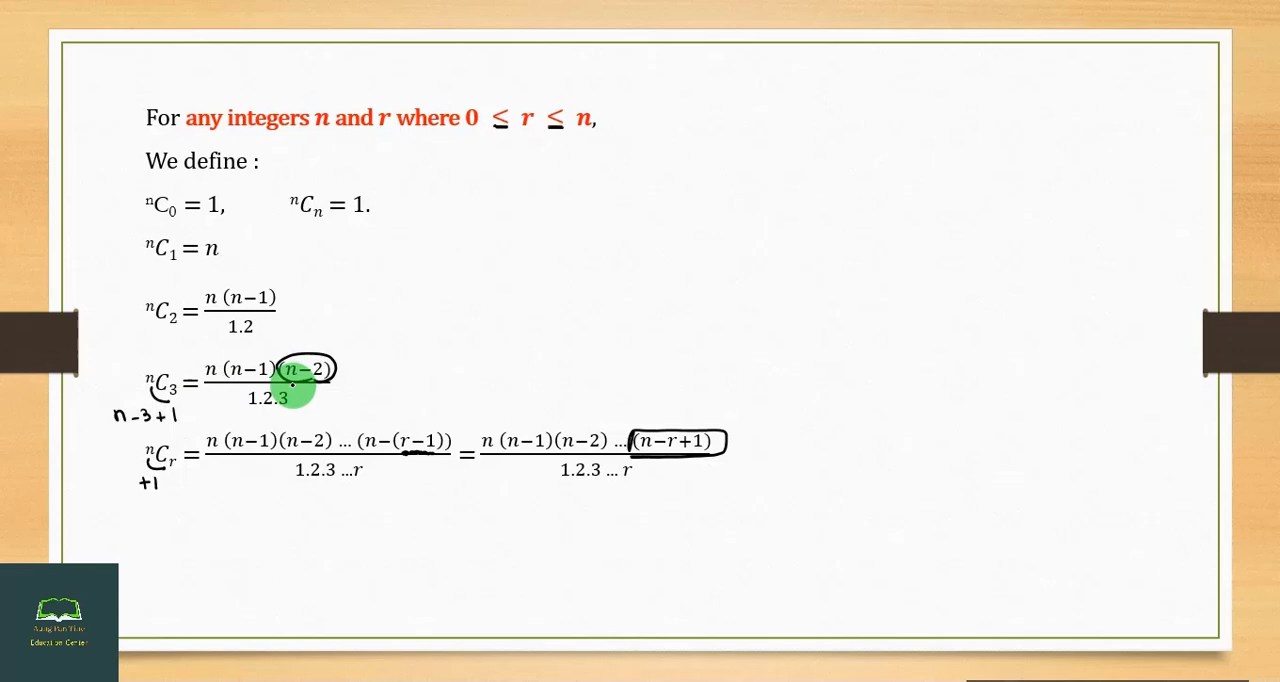 For any integers n and r where 0 ≤ r ≤ n,
We define :
ⁿC₀ = 1, ⁿCₙ = 1.
ⁿC₁ = n
ⁿC₂ = n (n−1) / 1.2
ⁿC₃ = n (n−1)(n−2) / 1.2.3
n-3+1
ⁿCᵣ = n (n−1)(n−2) ... (n−(r−1)) / 1.2.3 ...r = n (n−1)(n−2) ...(n−r+1) / 1.2.3 ... r
+1
Education Center